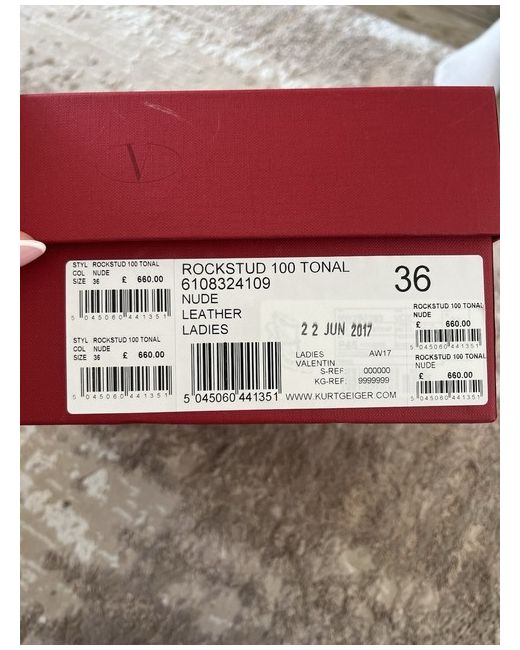 V
STYL ROCKSTUD 100 TONAL
COL NUDE
SIZE 36 £ 660.00
5 045060 441351
STYL ROCKSTUD 100 TONAL
COL NUDE
SIZE 36 £ 660.00
5 045060 441351
ROCKSTUD 100 TONAL
6108324109
NUDE
LEATHER
LADIES
36
22 JUN 2017
LADIES AW17
VALENTIN
S-REF: 000000
KG-REF: 9999999
5 045060 441351
WWW.KURTGEIGER.COM
ROCKSTUD 100 TONAL
NUDE
£ 660.00
5 045060 441351
ROCKSTUD 100 TONAL
NUDE
£ 660.00
5 045060 441351